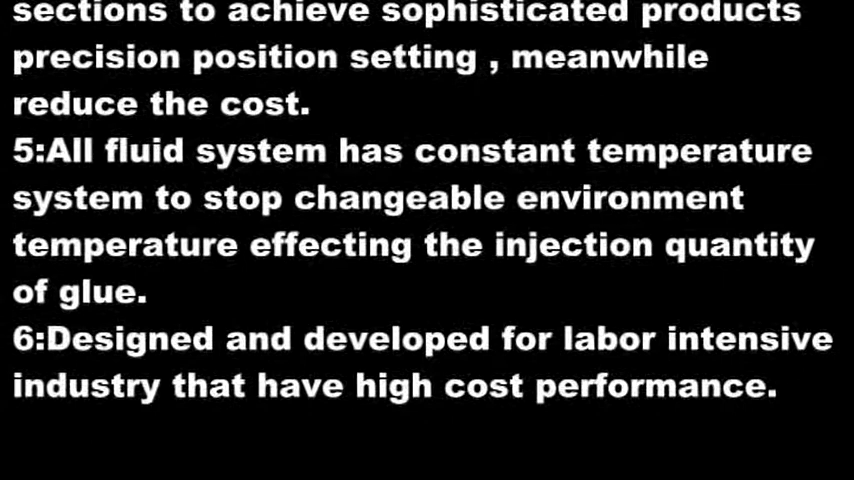 sections to achieve sophisticated products
precision position setting , meanwhile
reduce the cost.
5:All fluid system has constant temperature
system to stop changeable environment
temperature effecting the injection quantity
of glue.
6:Designed and developed for labor intensive
industry that have high cost performance.